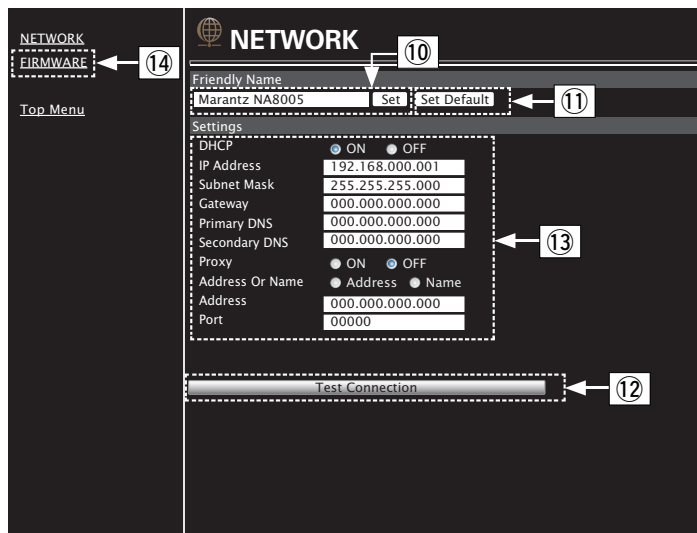 NETWORK
FIRMWARE
⑭
Top Menu
NETWORK
⑩
Friendly Name
Marantz NA8005 Set Set Default
⑪
Settings
DHCP ON OFF
IP Address 192.168.000.001
Subnet Mask 255.255.255.000
Gateway 000.000.000.000
Primary DNS 000.000.000.000
Secondary DNS 000.000.000.000
⑬
Proxy ON OFF
Address Or Name Address Name
Address 000.000.000.000
Port 00000
Test Connection
⑫